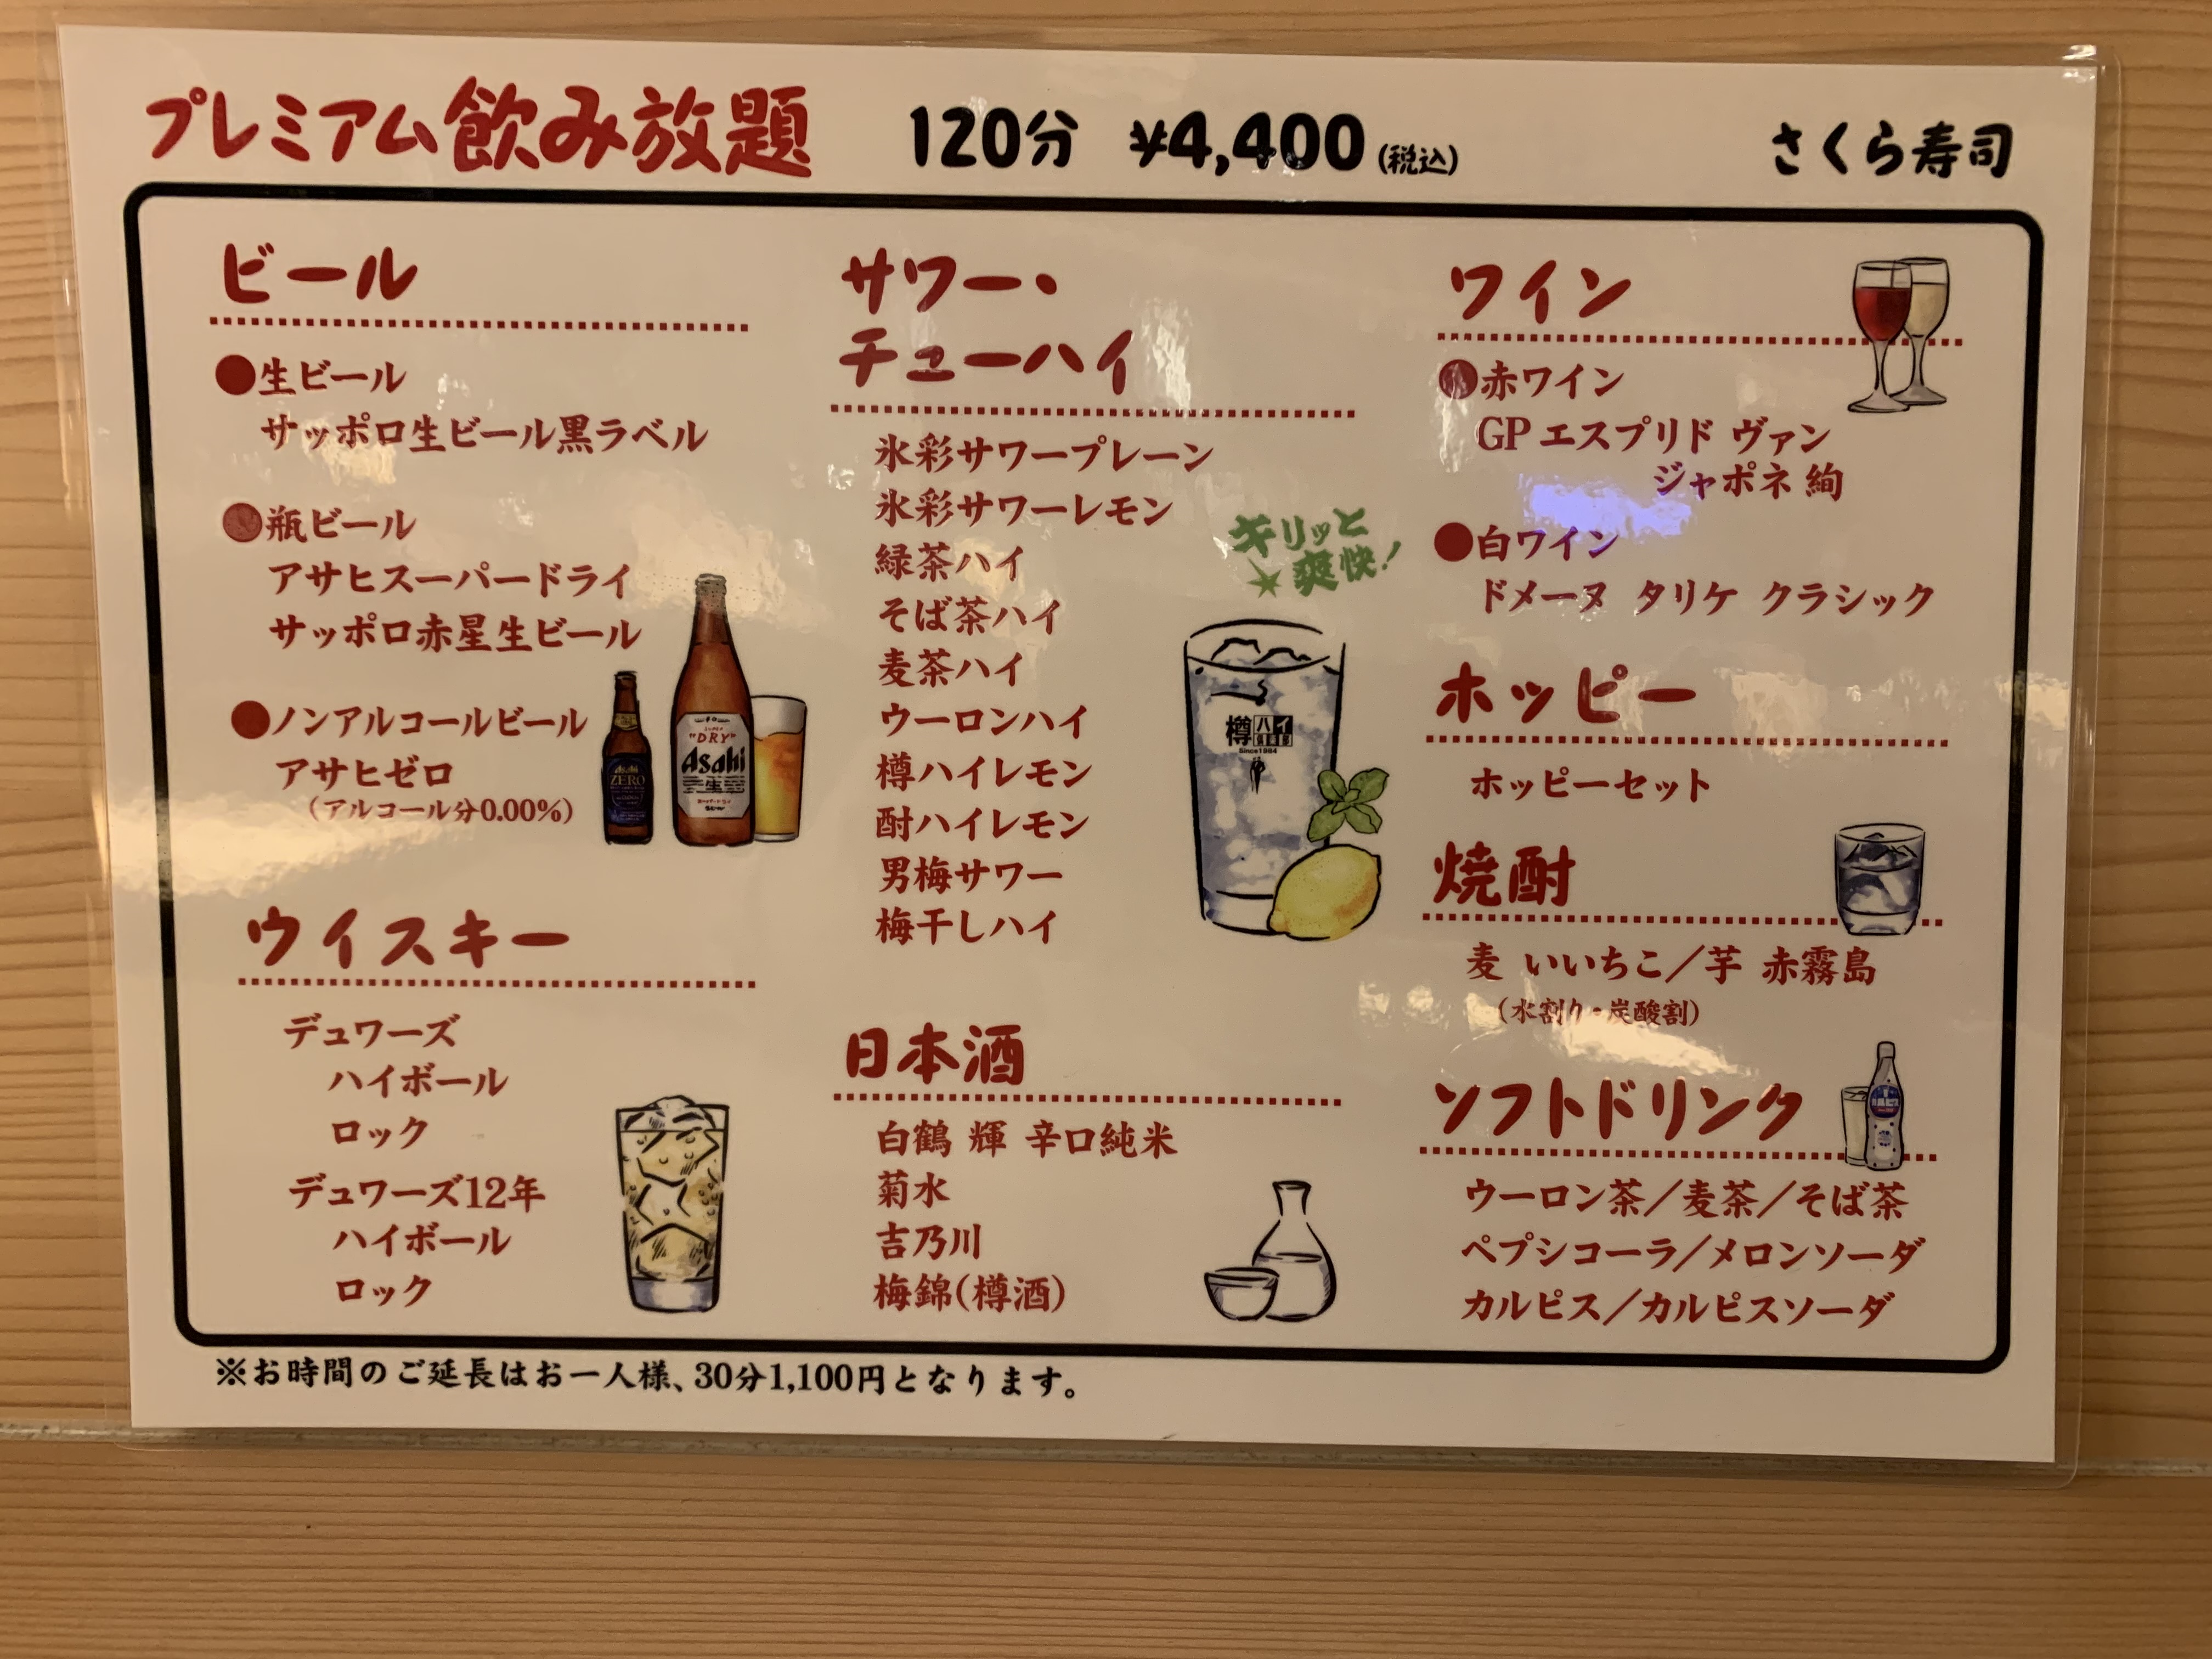 プレミアム飲み放題 120分 ¥4,400(税込) さくら寿司
ビール
●生ビール
サッポロ生ビール黒ラベル
●瓶ビール
アサヒスーパードライ
サッポロ赤星生ビール
●ノンアルコールビール
アサヒゼロ
(アルコール分0.00%)
ZERO
"DRY"
Asahi
生
ウイスキー
デュワーズ
ハイボール
ロック
デュワーズ12年
ハイボール
ロック
サワー・
チューハイ
氷彩サワープレーン
氷彩サワーレモン
緑茶ハイ
そば茶ハイ
麦茶ハイ
ウーロンハイ
樽ハイレモン
酎ハイレモン
男梅サワー
梅干しハイ
キリッと
爽快!
樽ハイ倶楽部
Since1984
日本酒
白鶴 輝 辛口純米
菊水
吉乃川
梅錦(樽酒)
ワイン
●赤ワイン
GP エスプリド ヴァン
ジャポネ 絢
●白ワイン
ドメーヌ タリケ クラシック
ホッピー
ホッピーセット
焼酎
麦 いいちこ／芋 赤霧島
(水割り・炭酸割)
ソフトドリンク
ウーロン茶／麦茶／そば茶
ペプシコーラ／メロンソーダ
カルピス／カルピスソーダ
※お時間のご延長はお一人様、30分1,100円となります。